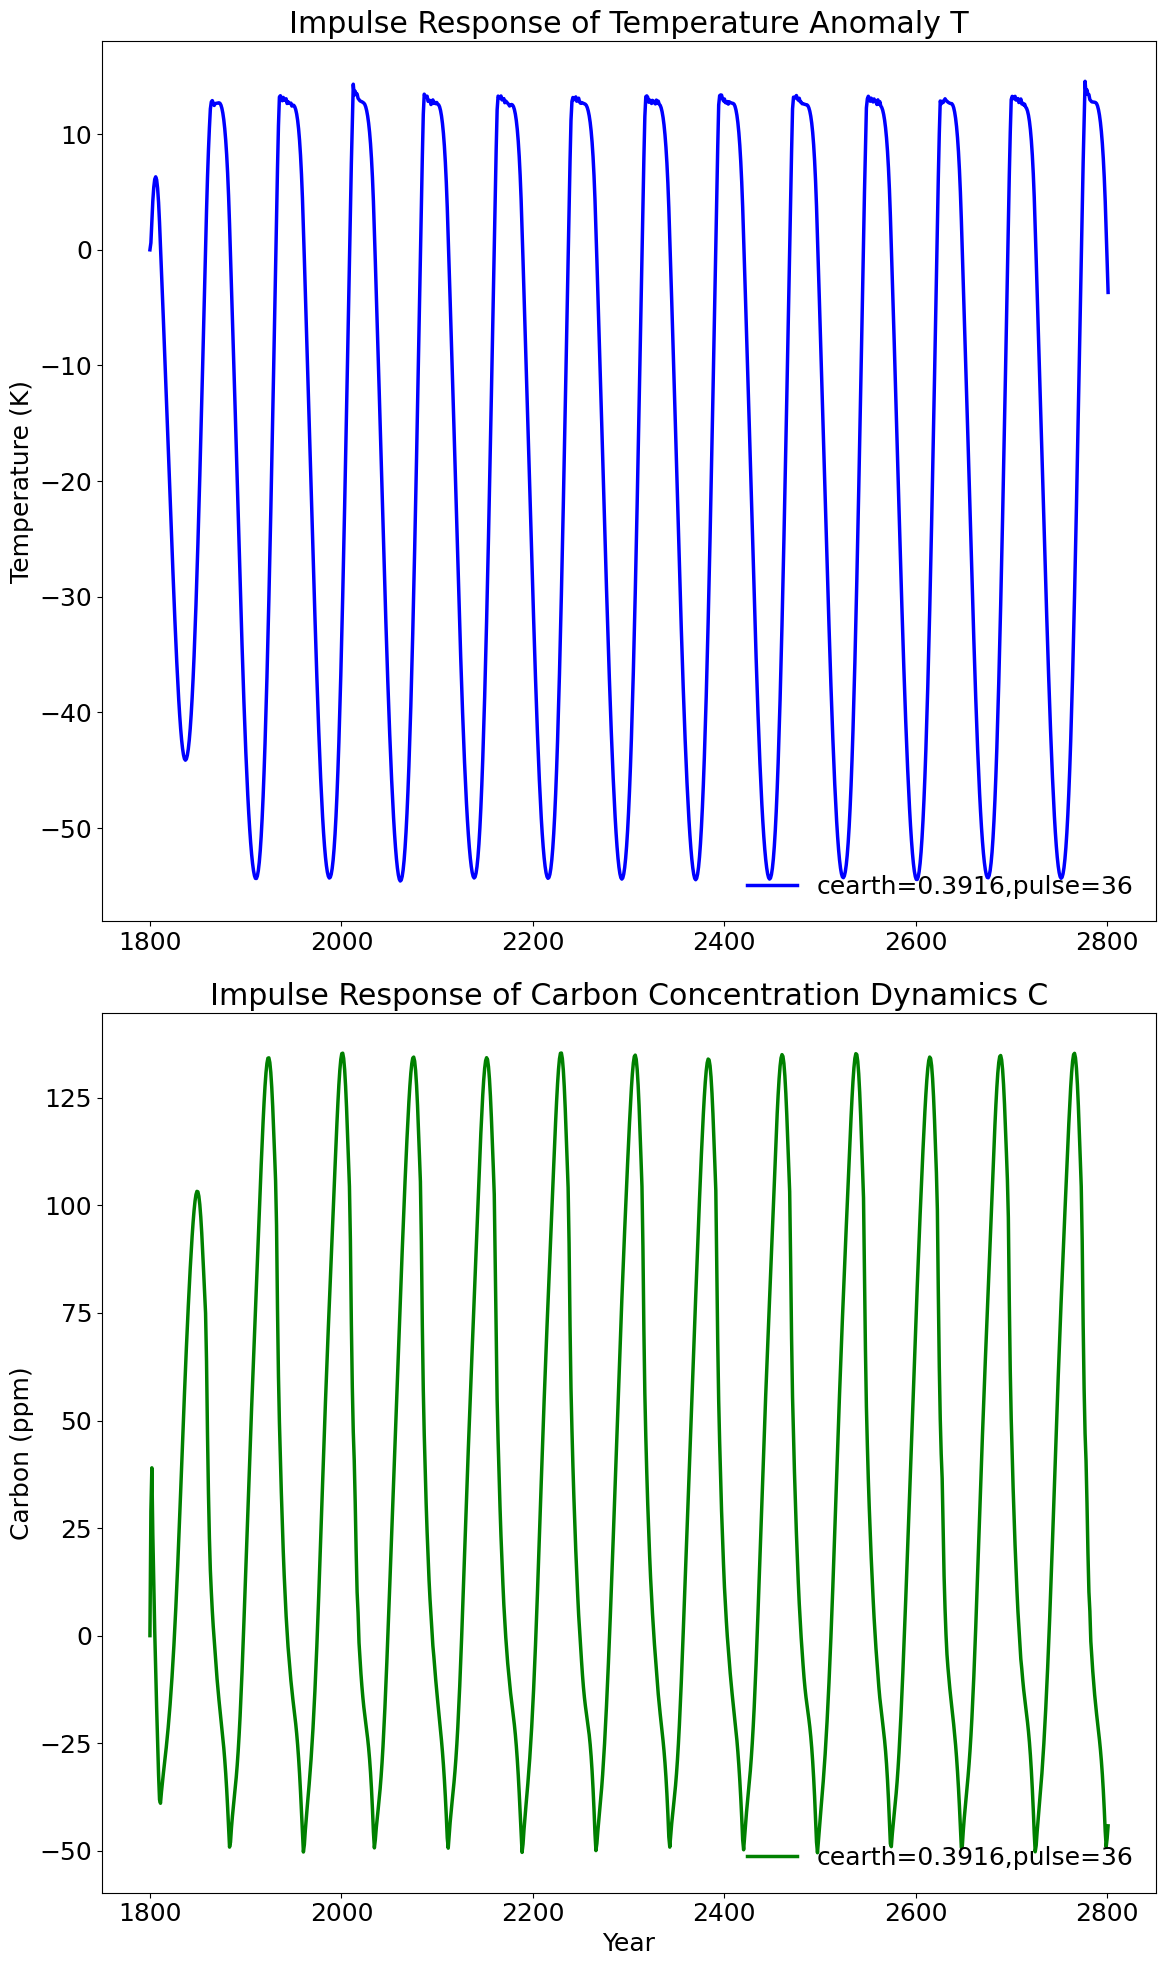 Impulse Response of Temperature Anomaly T
10
0
−10
−20
−30
−40
−50
Temperature (K)
cearth=0.3916,pulse=36
1800 2000 2200 2400 2600 2800
Impulse Response of Carbon Concentration Dynamics C
125
100
75
50
25
0
−25
−50
Carbon (ppm)
cearth=0.3916,pulse=36
1800 2000 2200 2400 2600 2800
Year